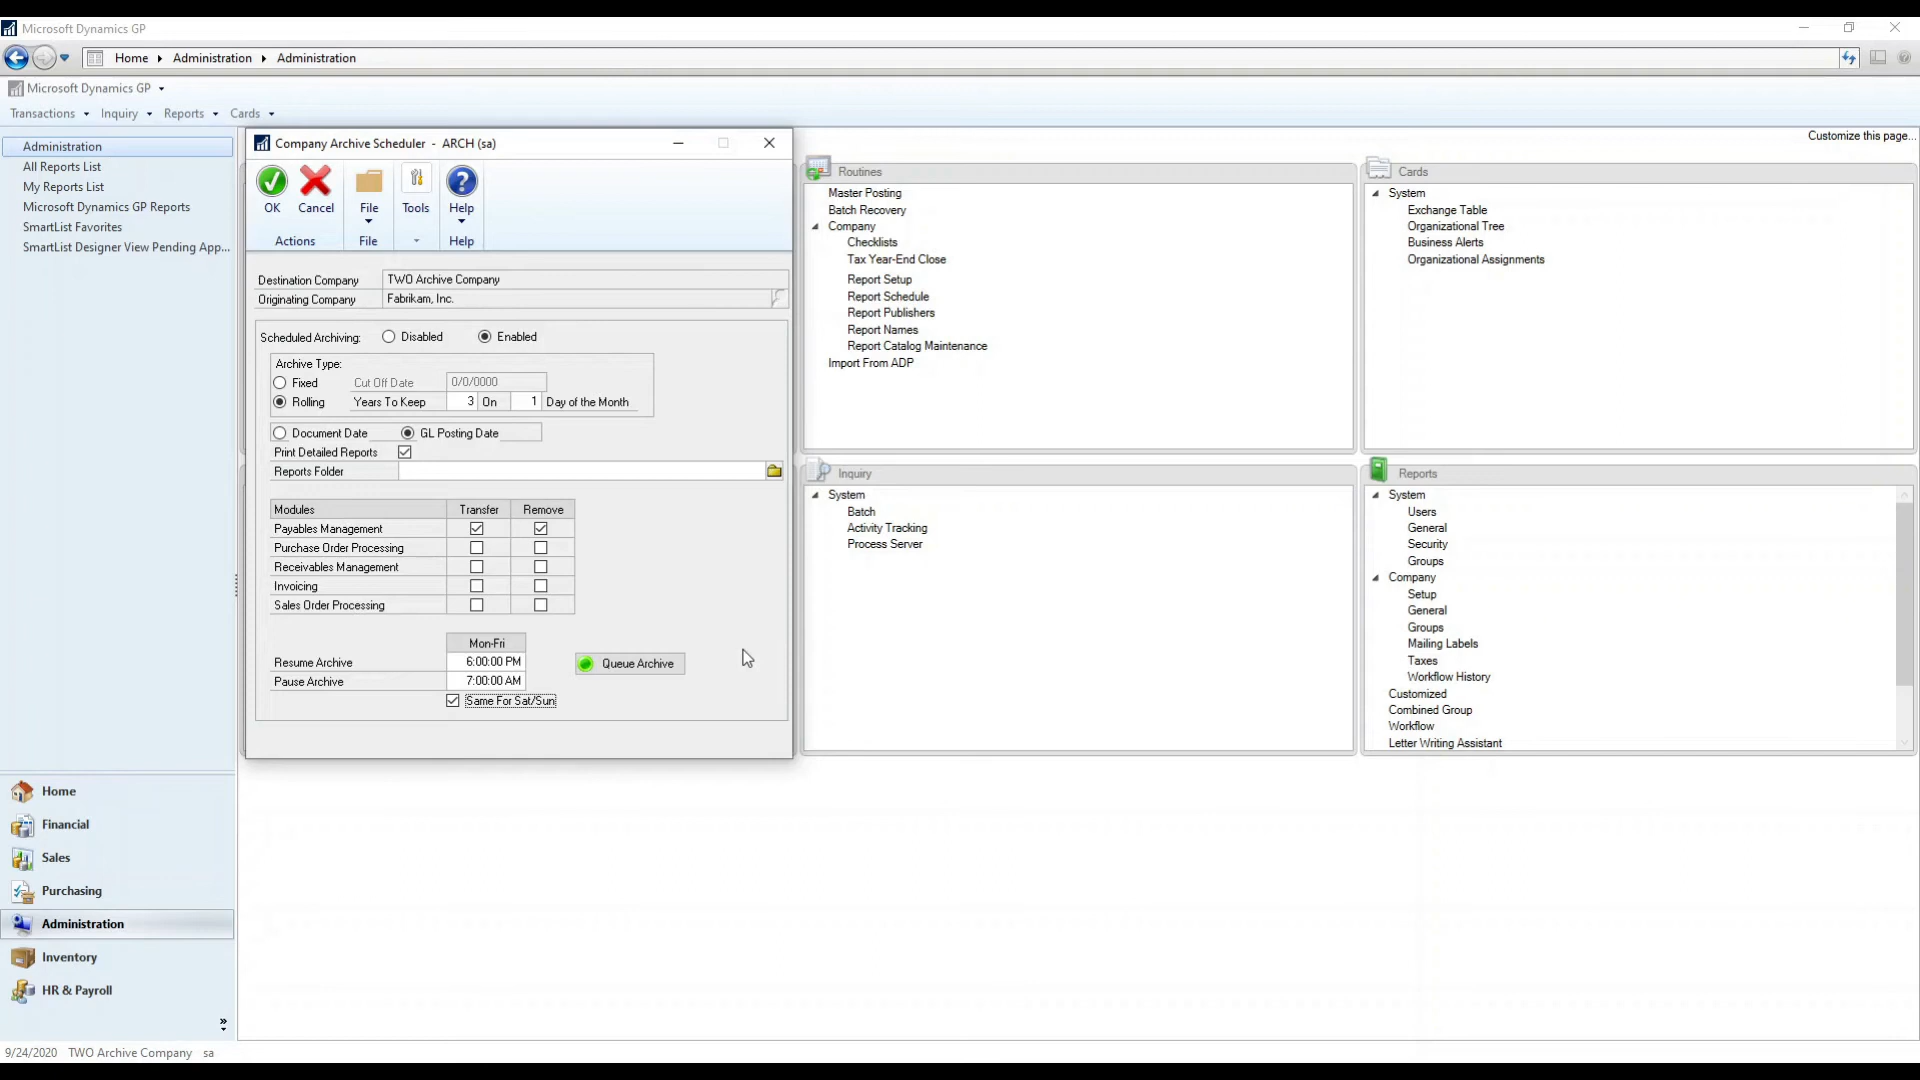 Microsoft Dynamics GP
Home Administration Administration
Microsoft Dynamics GP
Transactions Inquiry Reports Cards
Customize this page...
Administration
All Reports List
My Reports List
Microsoft Dynamics GP Reports
SmartList Favorites
SmartList Designer View Pending App...
Company Archive Scheduler - ARCH (sa)
OK Cancel File Tools Help
Actions File Help
Destination Company TWO Archive Company
Originating Company Fabrikam, Inc.
Scheduled Archiving: Disabled Enabled
Archive Type:
Fixed Cut Off Date 0/0/0000
Rolling Years To Keep 3 On 1 Day of the Month
Document Date GL Posting Date
Print Detailed Reports
Reports Folder
Modules Transfer Remove
Payables Management
Purchase Order Processing
Receivables Management
Invoicing
Sales Order Processing
Mon-Fri
Resume Archive 6:00:00 PM Queue Archive
Pause Archive 7:00:00 AM
Same For Sat/Sun
Routines
Master Posting
Batch Recovery
Company
Checklists
Tax Year-End Close
Report Setup
Report Schedule
Report Publishers
Report Names
Report Catalog Maintenance
Import From ADP
Cards
System
Exchange Table
Organizational Tree
Business Alerts
Organizational Assignments
Inquiry
System
Batch
Activity Tracking
Process Server
Reports
System
Users
General
Security
Groups
Company
Setup
General
Groups
Mailing Labels
Taxes
Workflow History
Customized
Combined Group
Workflow
Letter Writing Assistant
Home
Financial
Sales
Purchasing
Administration
Inventory
HR & Payroll
9/24/2020 TWO Archive Company sa